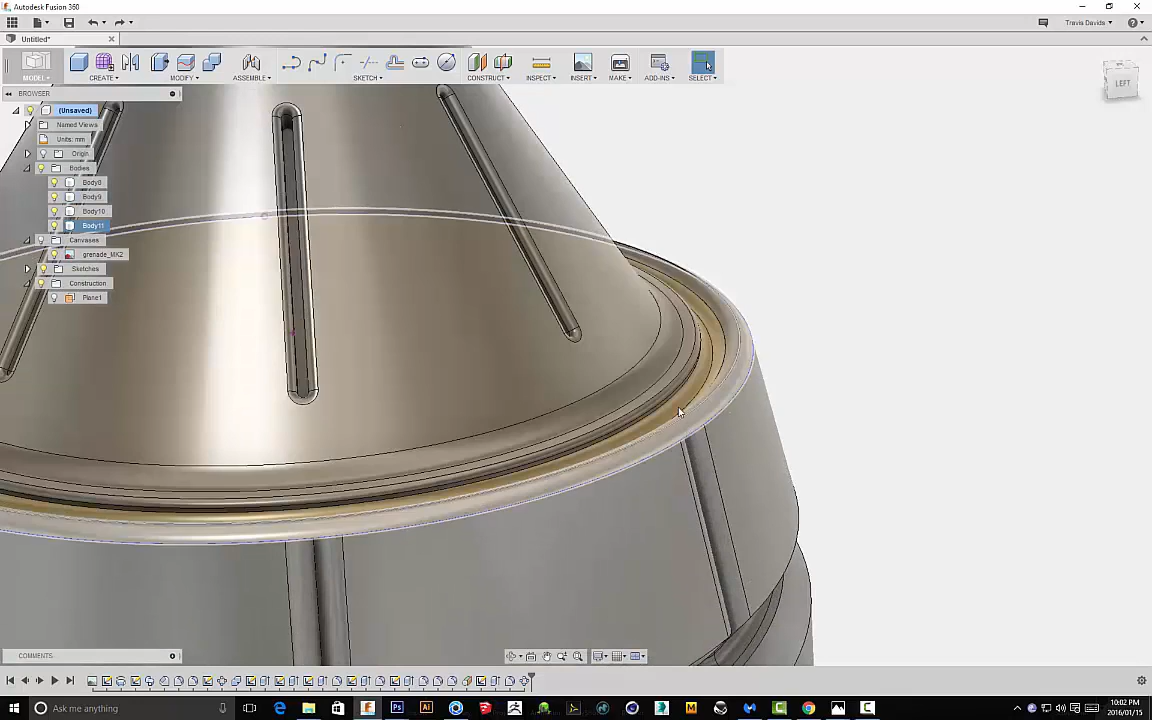 Autodesk Fusion 360
Travis Davids
Untitled*
MODEL
CREATE
MODIFY
ASSEMBLE
SKETCH
CONSTRUCT
INSPECT
INSERT
MAKE
ADD-INS
SELECT
BROWSER
LEFT
(Unsaved)
Named Views
Units: mm
Origin
Bodies
Body8
Body9
Body10
Body11
Canvases
grenade_MK2
Sketches
Construction
Plane1
COMMENTS
Ask me anything
10:02 PM
2016/01/15